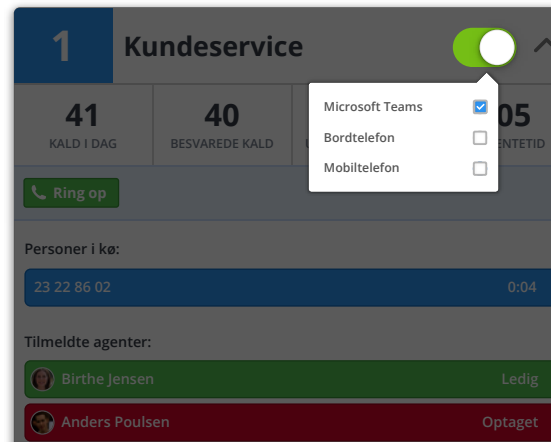 1 Kundeservice
Microsoft Teams
Bordtelefon
Mobiltelefon
41 40 05
KALD I DAG BESVAREDE KALD
Ring op
Personer i kø:
23 22 86 02 0:04
Tilmeldte agenter:
Birthe Jensen Ledig
Anders Poulsen Optaget